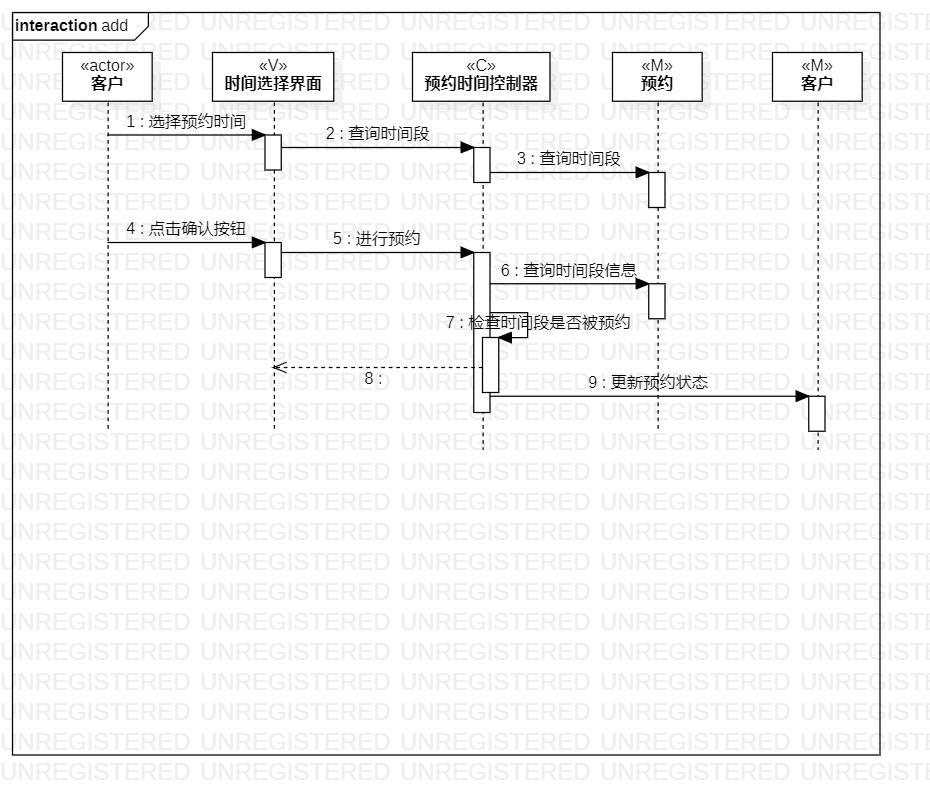 interaction add
«actor»
客户
«V»
时间选择界面
«C»
预约时间控制器
«M»
预约
«M»
客户
1 : 选择预约时间
2 : 查询时间段
3 : 查询时间段
4 : 点击确认按钮
5 : 进行预约
6 : 查询时间段信息
7 : 检查时间段是否被预约
8 :
9 : 更新预约状态
UNREGISTERED